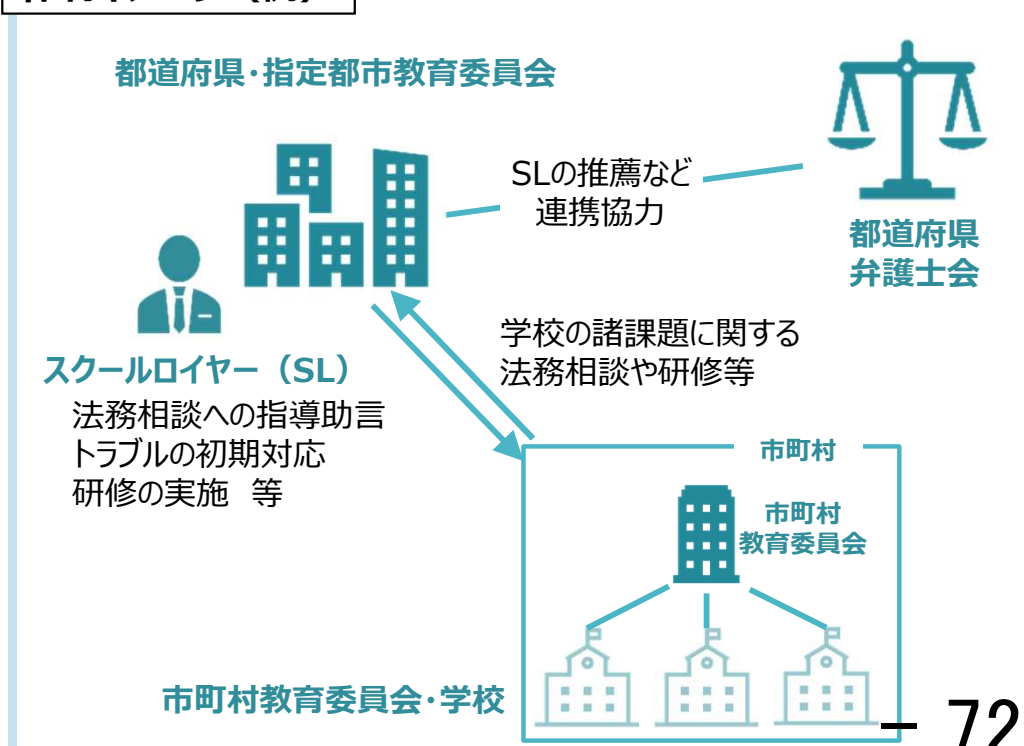 都道府県・指定都市教育委員会
SLの推薦など
連携協力
都道府県
弁護士会
学校の諸課題に関する
法務相談や研修等
スクールロイヤー（SL）
法務相談への指導助言
トラブルの初期対応
研修の実施　等
市町村
市町村
教育委員会
市町村教育委員会・学校
− 72